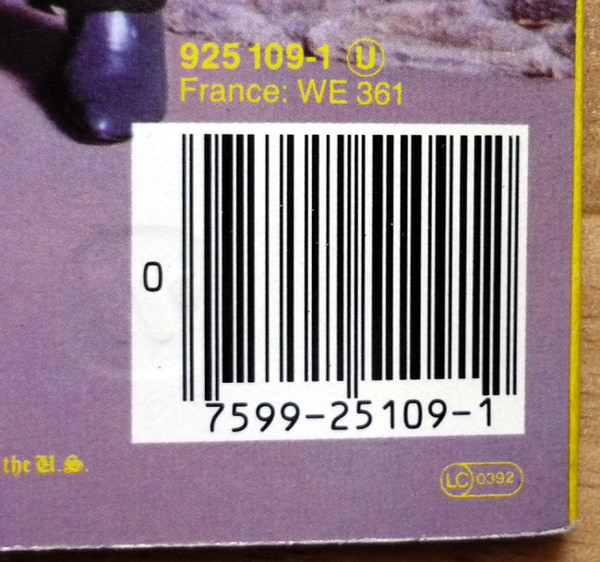 925 109-1 U
France: WE 361
0
7599-25109-1
the U.S.
LC 0392